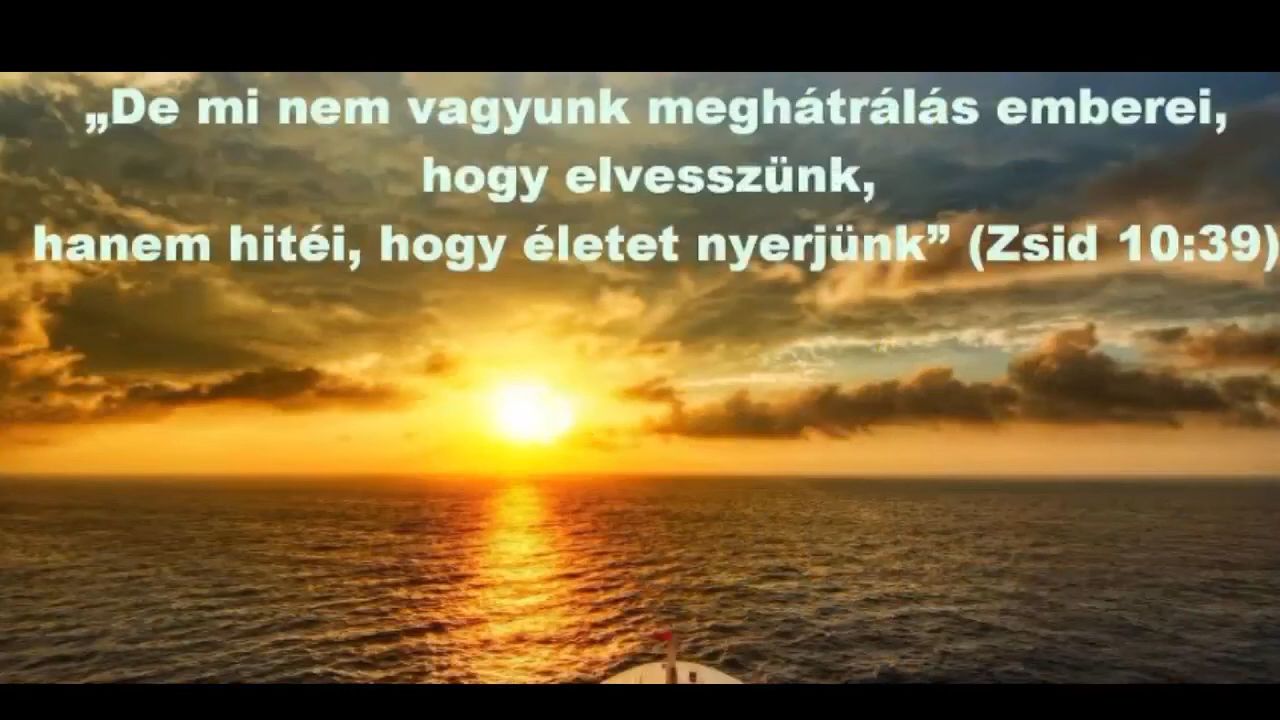 „De mi nem vagyunk meghátrálás emberei,
hogy elvesszünk,
hanem hitéi, hogy életet nyerjünk” (Zsid 10:39)